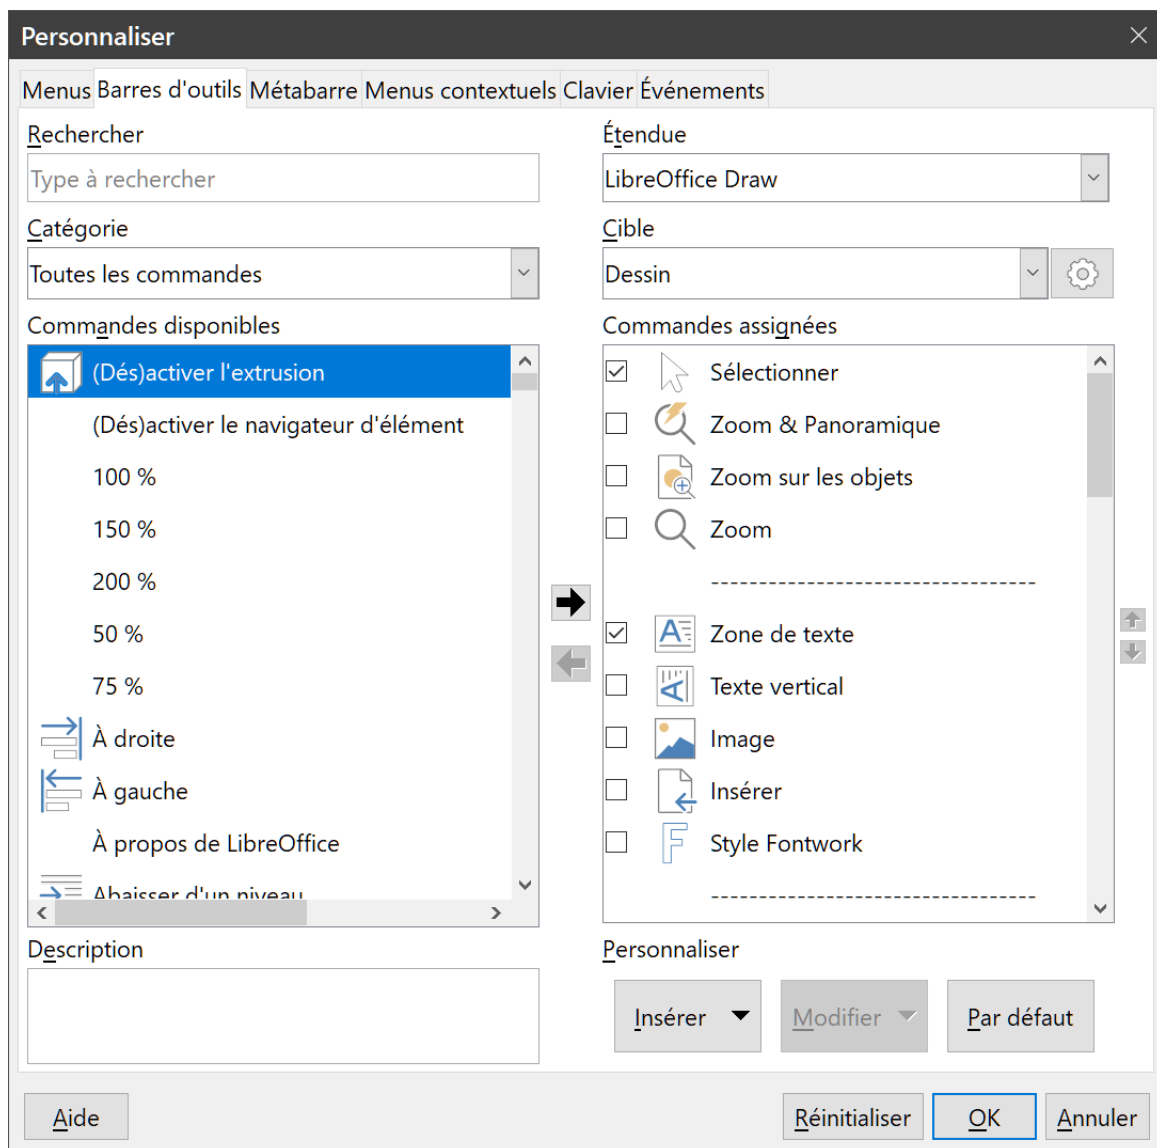 Personnaliser
Menus Barres d'outils Métabarre Menus contextuels Clavier Événements
Rechercher
Type à rechercher
Catégorie
Toutes les commandes
Commandes disponibles
(Dés)activer l'extrusion
(Dés)activer le navigateur d'élément
100 %
150 %
200 %
50 %
75 %
À droite
À gauche
À propos de LibreOffice
Abaisser d'un niveau
Description
Étendue
LibreOffice Draw
Cible
Dessin
Commandes assignées
Sélectionner
Zoom & Panoramique
Zoom sur les objets
Zoom
----------------------------------
Zone de texte
Texte vertical
Image
Insérer
Style Fontwork
----------------------------------
Personnaliser
Insérer Modifier Par défaut
Aide Réinitialiser OK Annuler